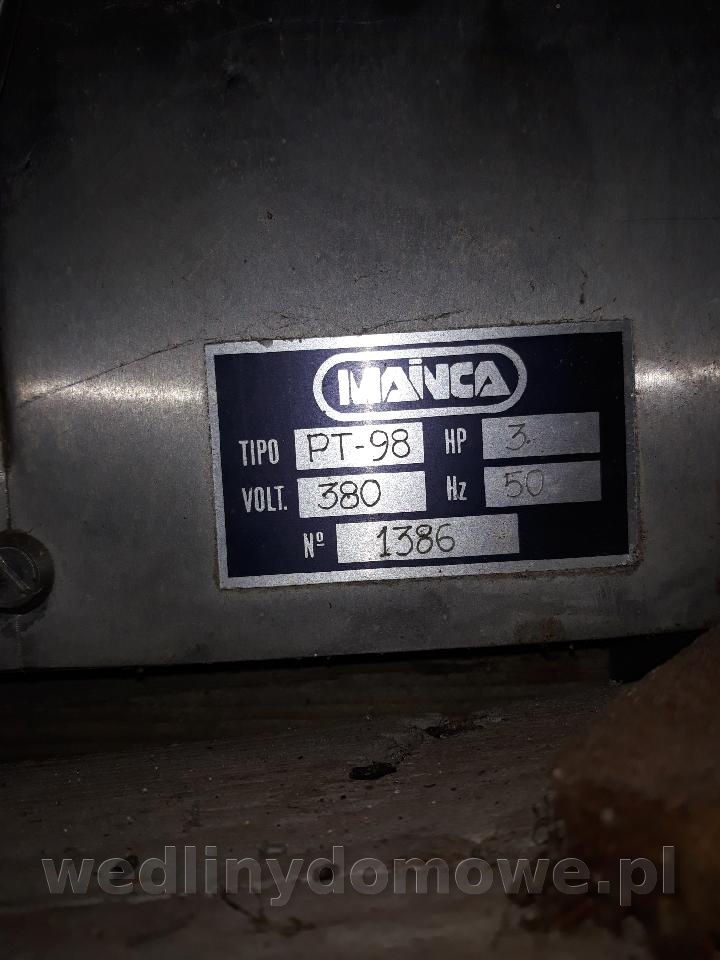 MAINCA
TIPO PT-98 HP 3
VOLT. 380 Hz 50
Nº 1386
wedlinydomowe.pl